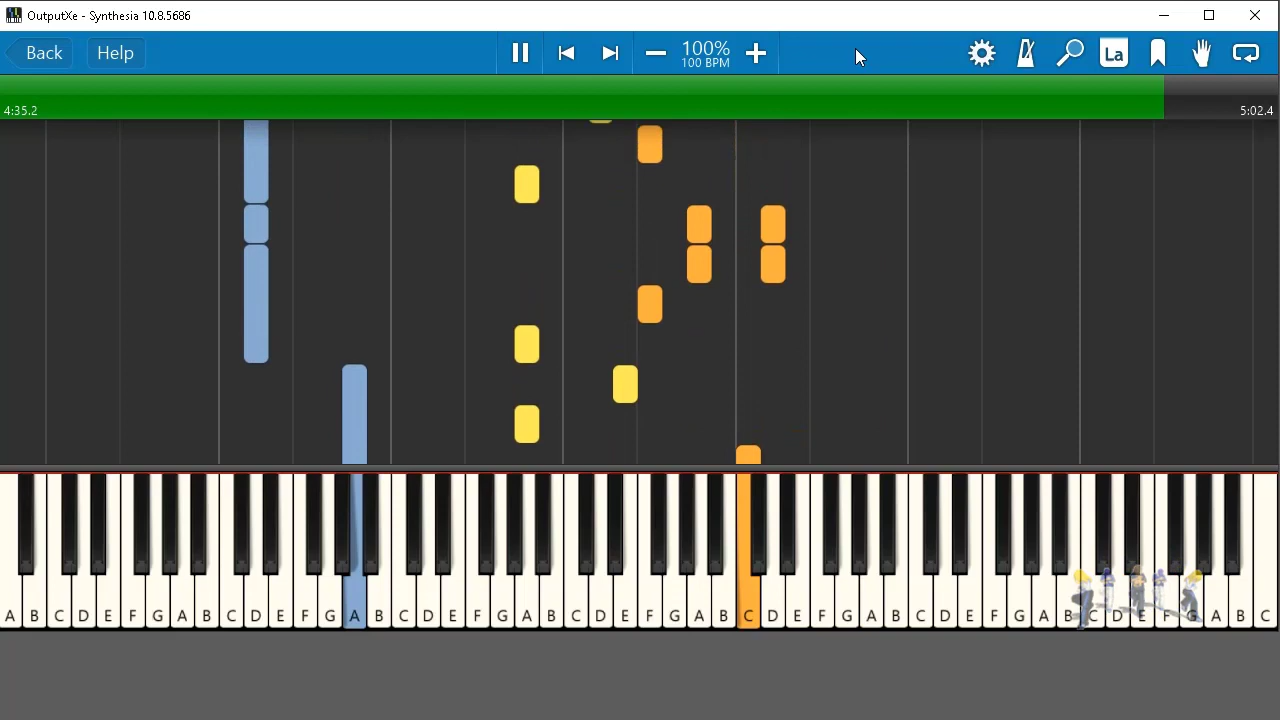 OutputXe - Synthesia 10.8.5686
Back Help 100% La
100 BPM
4:35.2 5:02.4
A B C D E F G A B C D E F G A B C D E F G A B C D E F G A B C D E F G A B C D E F G A B C D E F G A B C